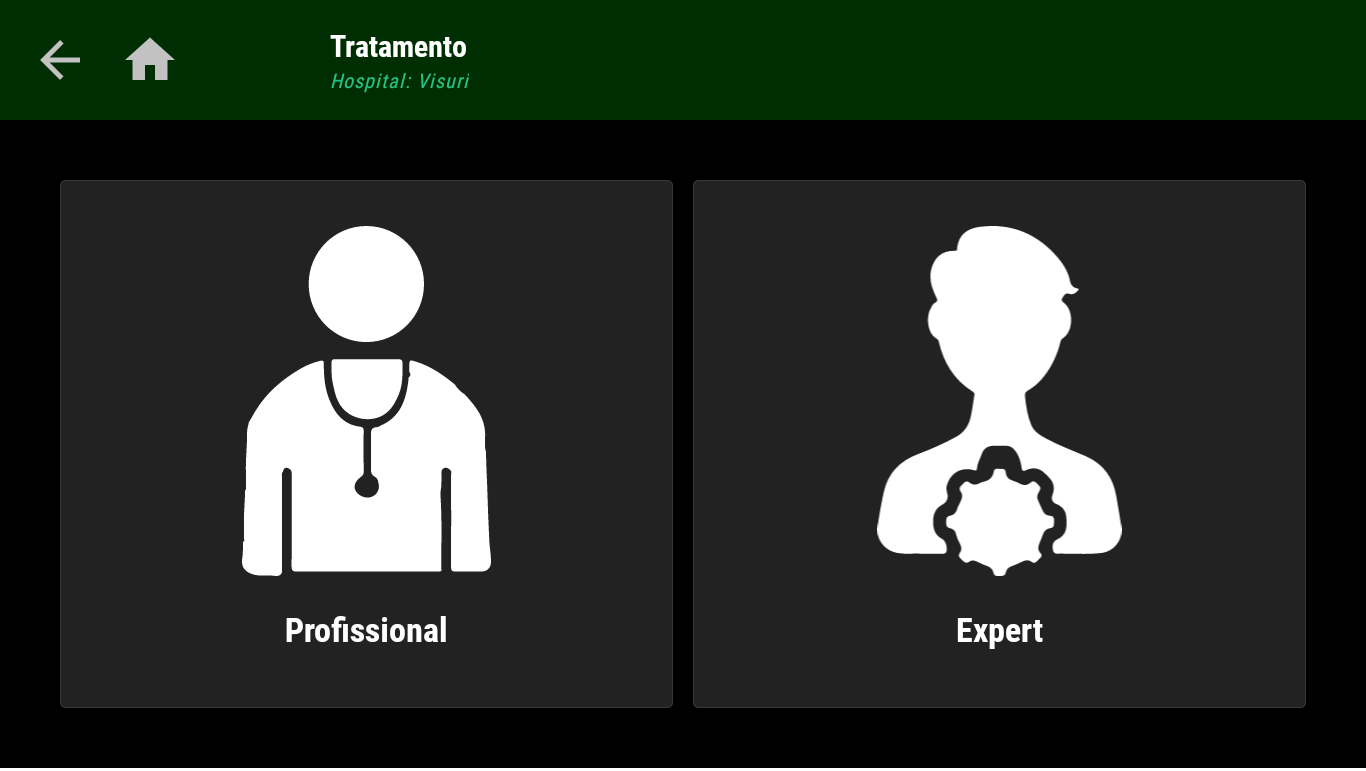 Tratamento
Hospital: Visuri
Profissional
Expert